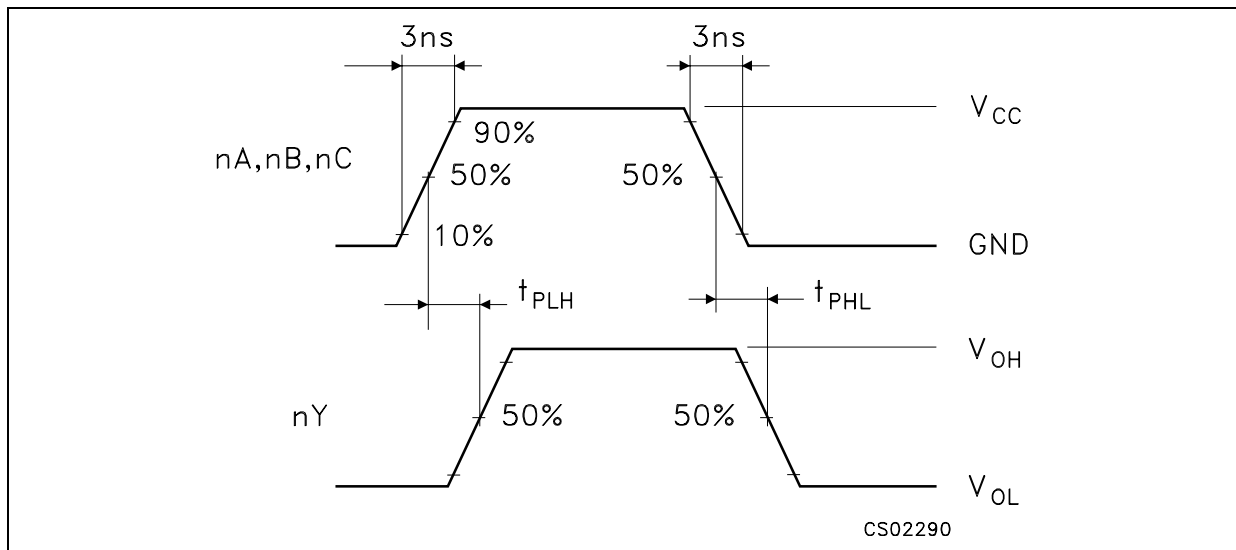 3ns 3ns
V_CC
90%
nA,nB,nC
50% 50%
10%
GND
t_PLH t_PHL
V_OH
nY
50% 50%
V_OL
CS02290